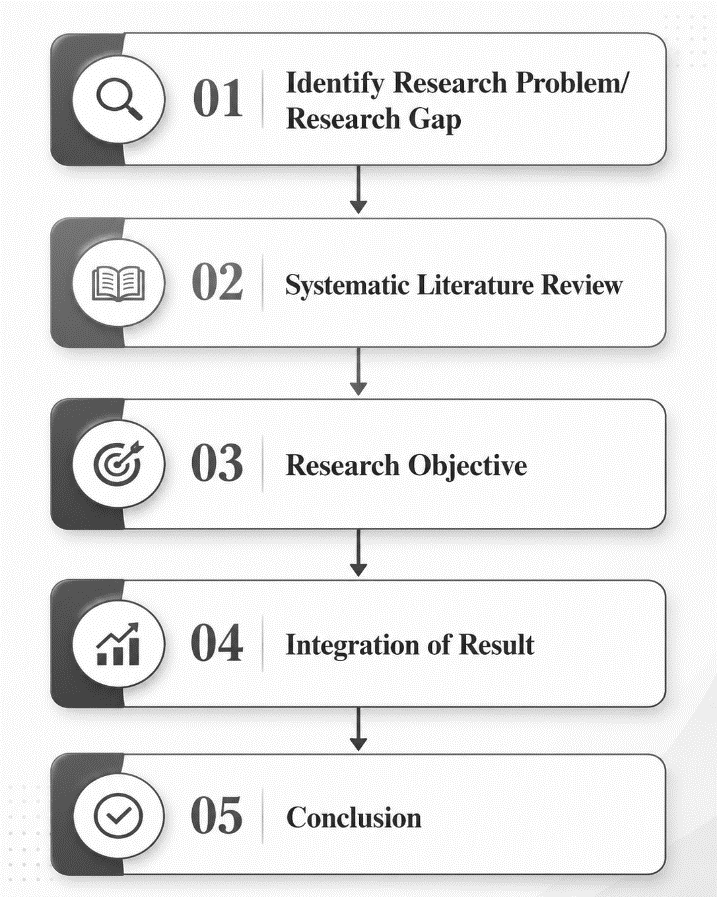 01
Identify Research Problem/
Research Gap
02
Systematic Literature Review
03
Research Objective
04
Integration of Result
05
Conclusion